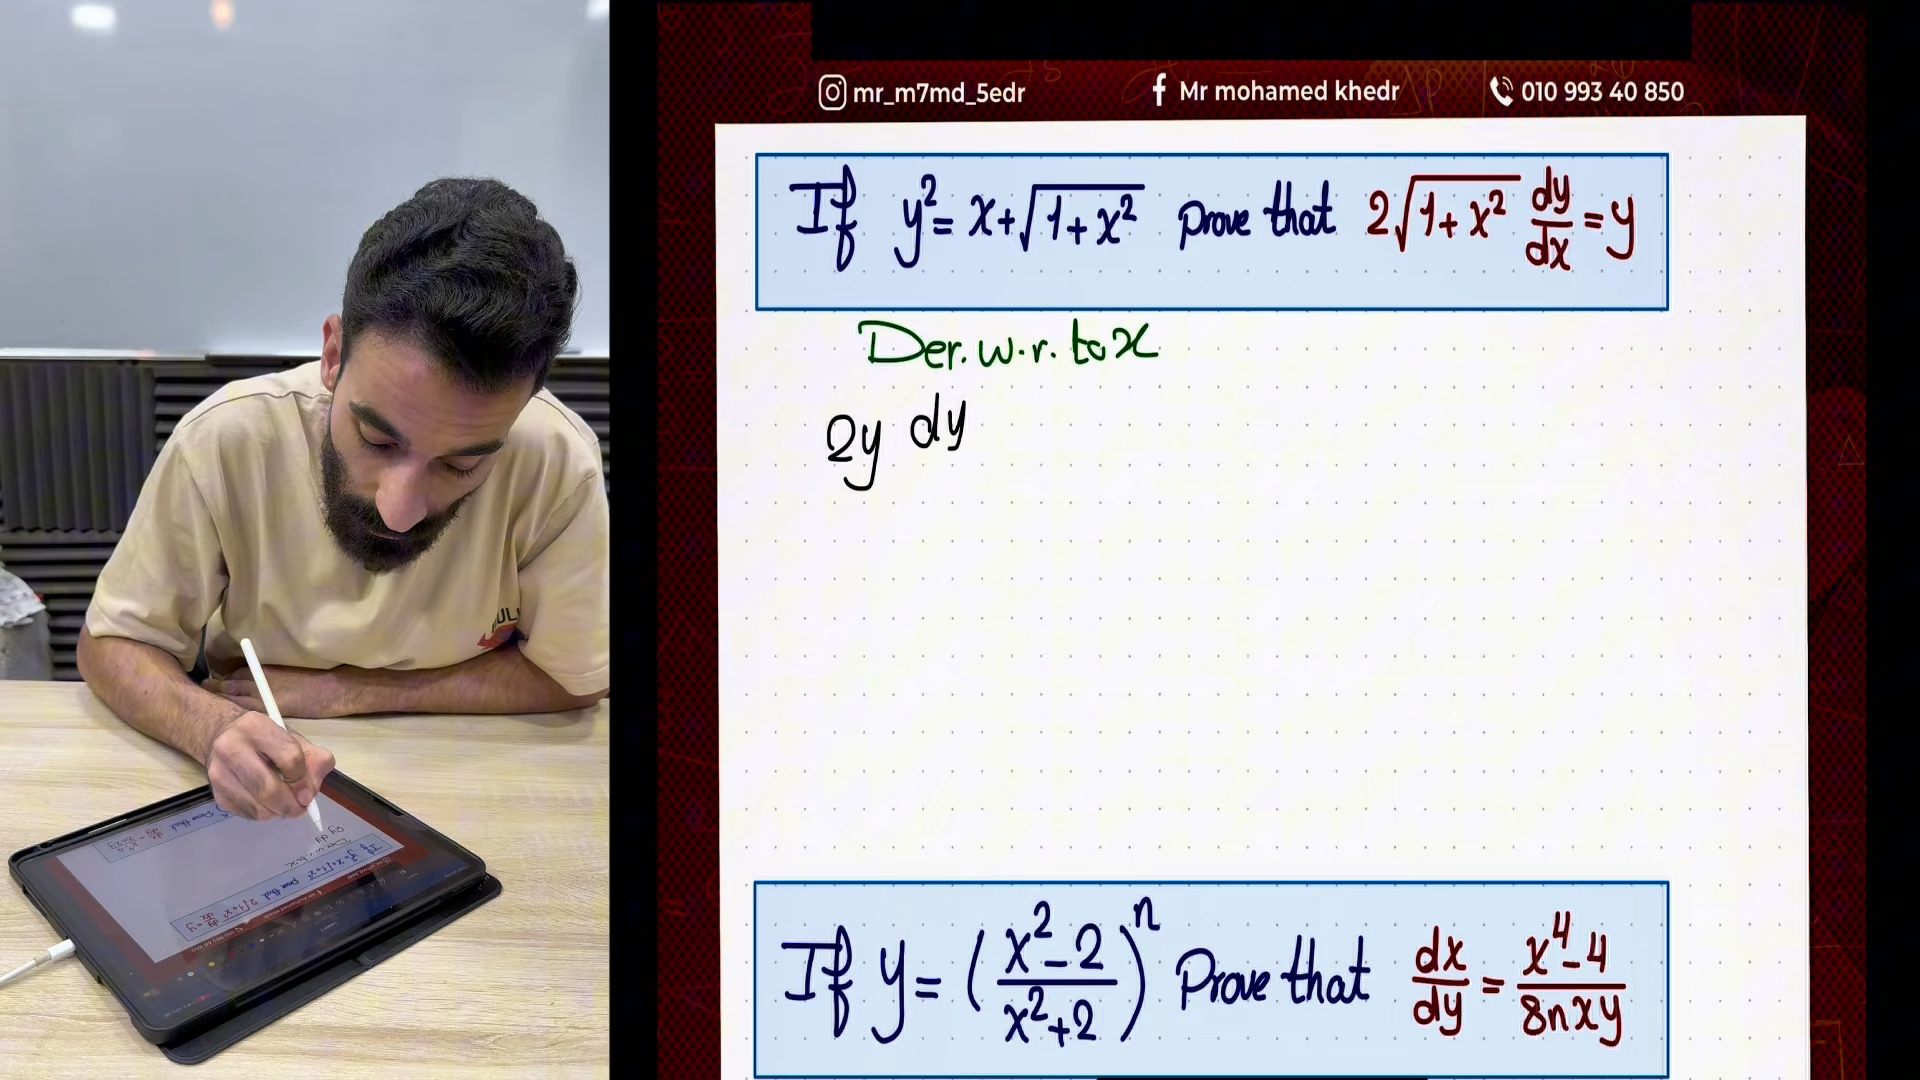 mr_m7md_5edr Mr mohamed khedr 010 993 40 850
If y² = x + √(1 + x²) prove that 2√(1 + x²) dy/dx = y
Der. w.r. to x
2y dy
If y = ((x² - 2)/(x² + 2))ⁿ Prove that dx/dy = (x⁴ - 4)/(8nxy)